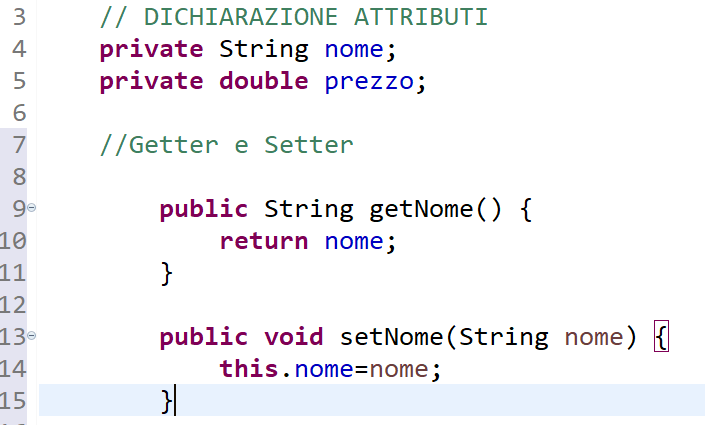 3 // DICHIARAZIONE ATTRIBUTI
4 private String nome;
5 private double prezzo;
6
7 //Getter e Setter
8
9 public String getNome() {
10 return nome;
11 }
12
13 public void setNome(String nome) {
14 this.nome=nome;
15 }